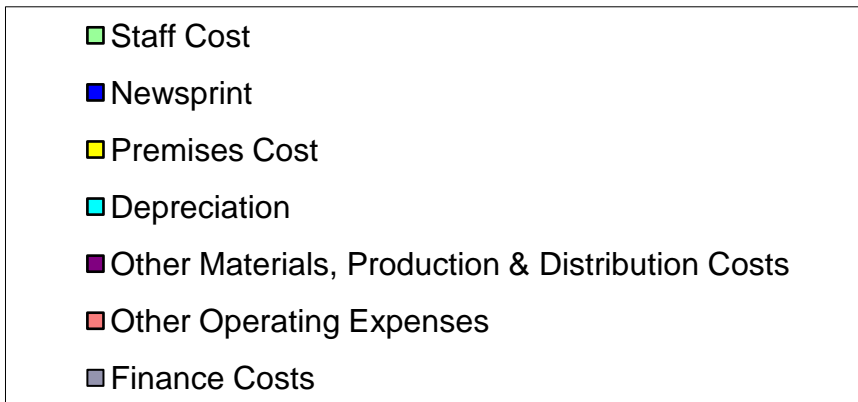 Staff Cost
Newsprint
Premises Cost
Depreciation
Other Materials, Production & Distribution Costs
Other Operating Expenses
Finance Costs